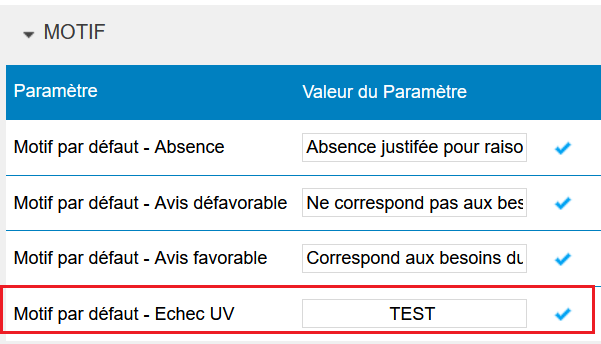 MOTIF
Paramètre Valeur du Paramètre
Motif par défaut - Absence Absence justifée pour raiso
Motif par défaut - Avis défavorable Ne correspond pas aux bes
Motif par défaut - Avis favorable Correspond aux besoins du
Motif par défaut - Echec UV TEST